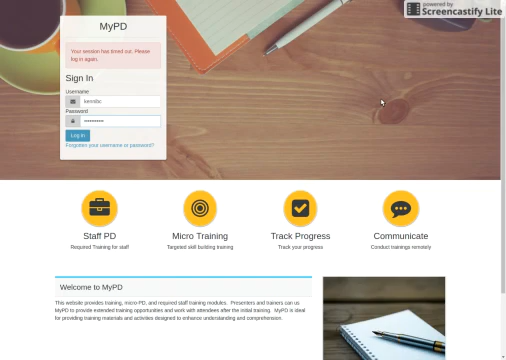 powered by
Screencastify Lite
MyPD
Your session has timed out. Please
log in again.
Sign In
Username
Password
Log in
Forgotten your username or password?
Staff PD
Required Training for staff
Micro Training
Targeted skill building training
Track Progress
Track your progress
Communicate
Conduct trainings remotely
Welcome to MyPD
This website provides training, micro-PD, and required staff training modules. Presenters and trainers can use
MyPD to provide extended training opportunities and work with attendees after the initial training. MyPD is ideal
for providing training materials and activities designed to enhance understanding and comprehension.